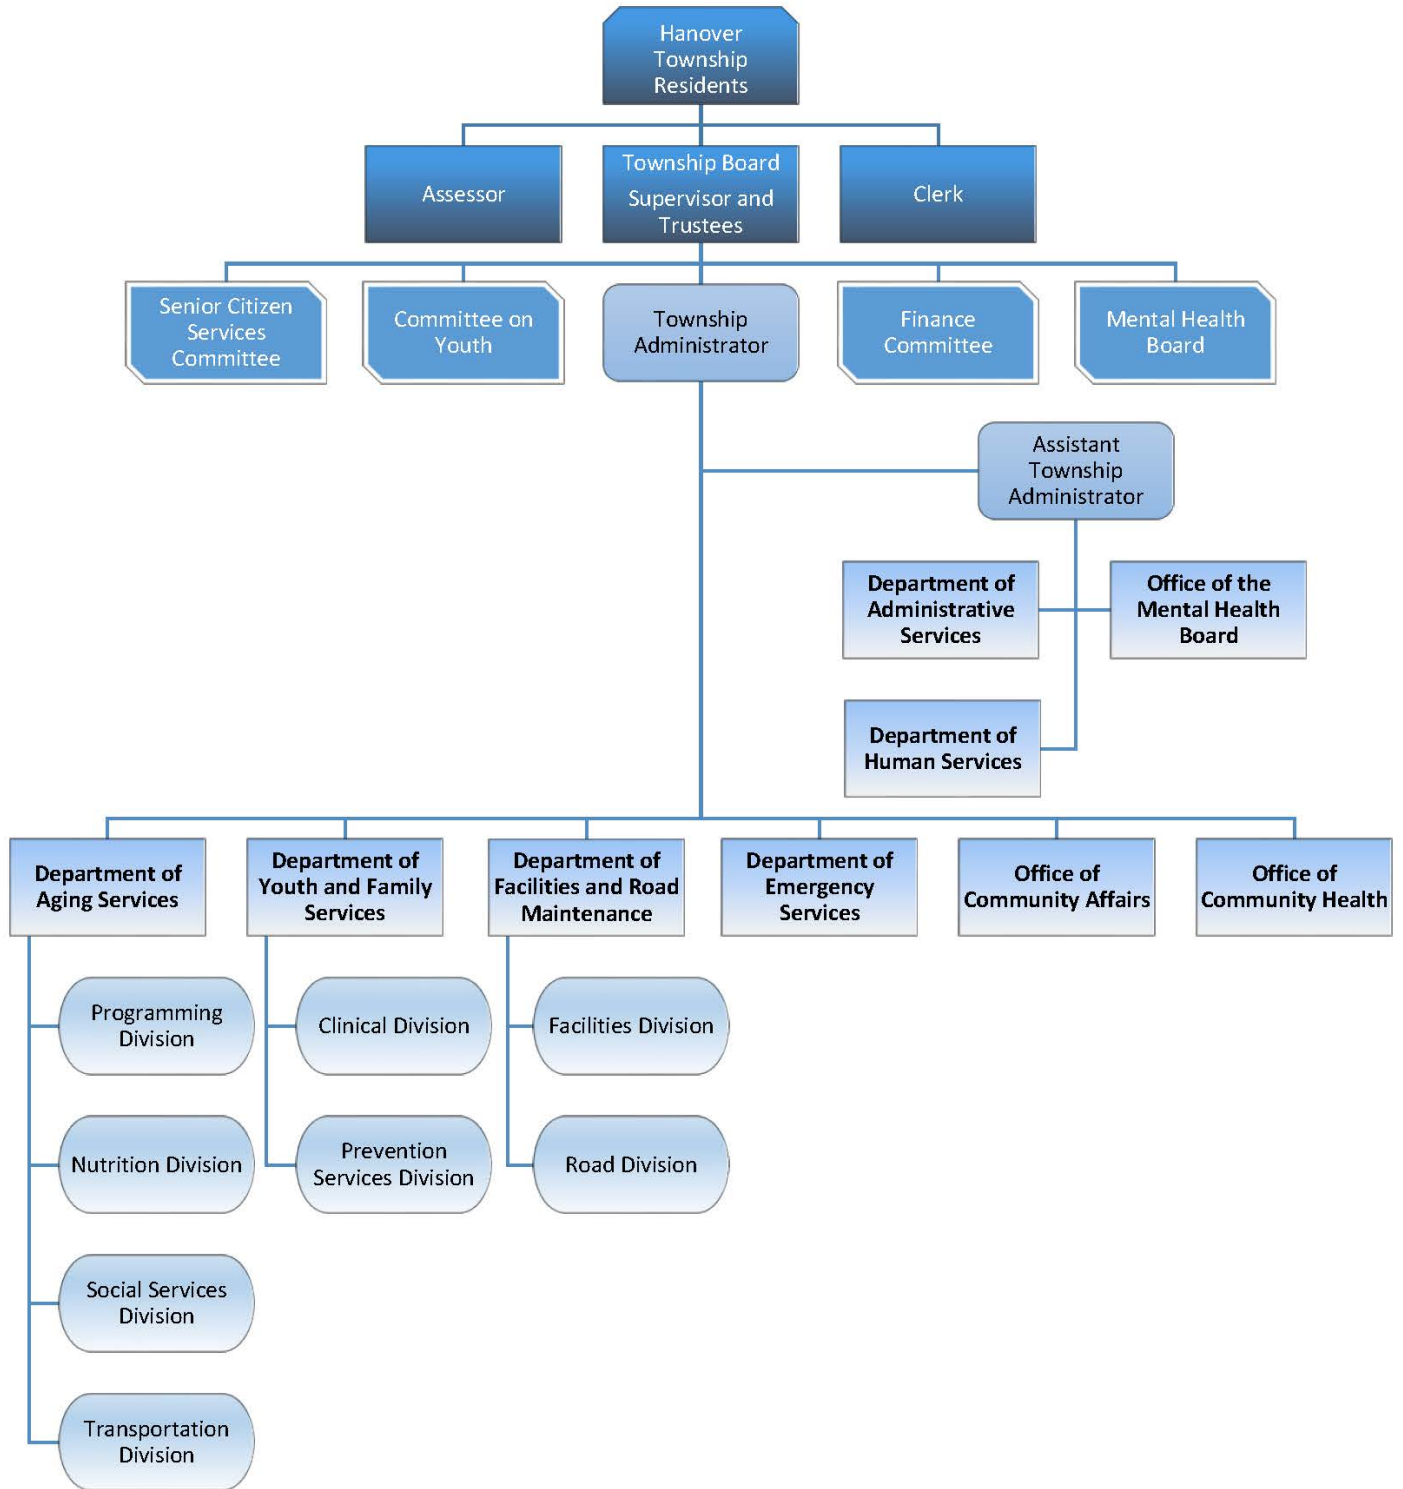 Hanover
Township
Residents
Assessor
Township Board
Supervisor and
Trustees
Clerk
Senior Citizen
Services
Committee
Committee on
Youth
Township
Administrator
Finance
Committee
Mental Health
Board
Assistant
Township
Administrator
Department of
Administrative
Services
Office of the
Mental Health
Board
Department of
Human Services
Department of
Aging Services
Department of
Youth and Family
Services
Department of
Facilities and Road
Maintenance
Department of
Emergency
Services
Office of
Community Affairs
Office of
Community Health
Programming
Division
Clinical Division
Facilities Division
Nutrition Division
Prevention
Services Division
Road Division
Social Services
Division
Transportation
Division